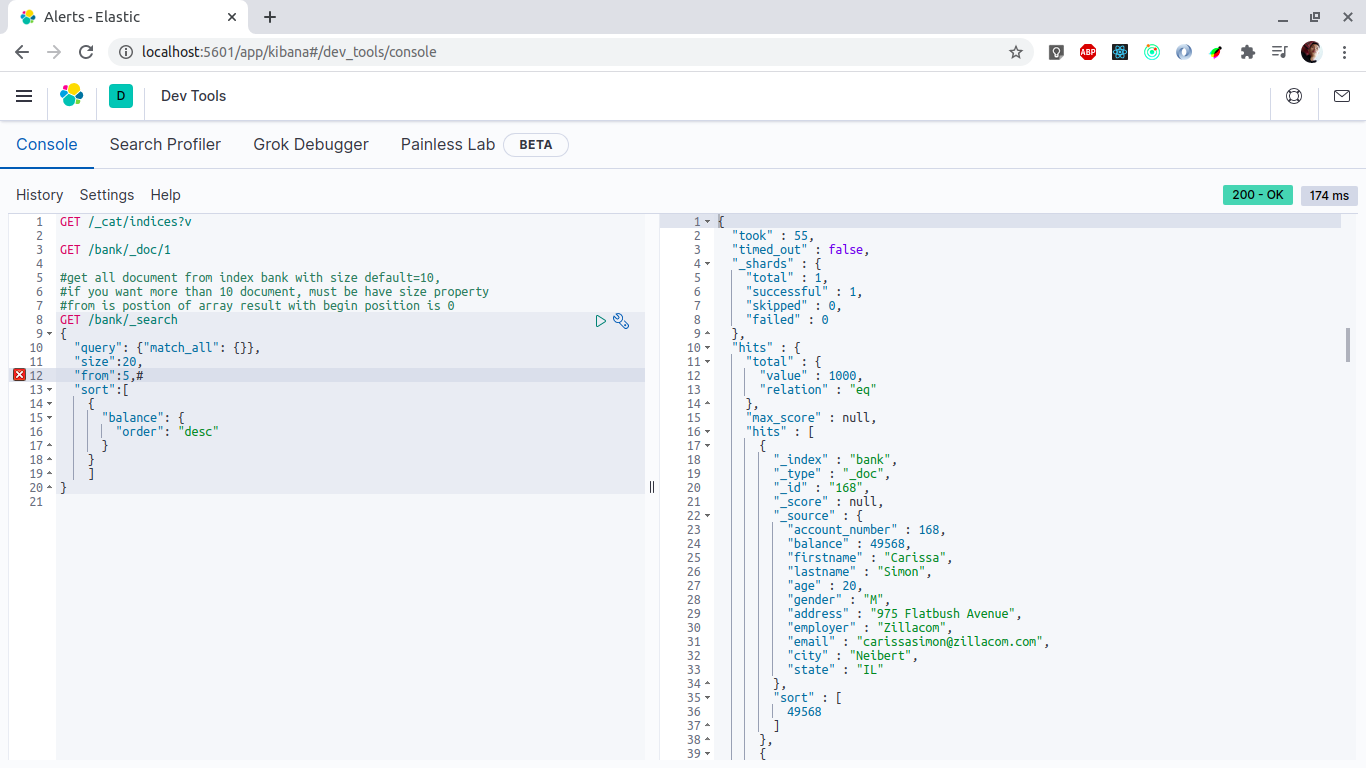 Alerts - Elastic
localhost:5601/app/kibana#/dev_tools/console
ABP
D
Dev Tools
Console Search Profiler Grok Debugger Painless Lab BETA
History Settings Help
200 - OK 174 ms
1 GET /_cat/indices?v
2
3 GET /bank/_doc/1
4
5 #get all document from index bank with size default=10,
6 #if you want more than 10 document, must be have size property
7 #from is postion of array result with begin position is 0
8 GET /bank/_search
9 {
10 "query": {"match_all": {}},
11 "size":20,
12 "from":5,#
13 "sort":[
14 {
15 "balance": {
16 "order": "desc"
17 }
18 }
19 ]
20 }
21
1 {
2 "took" : 55,
3 "timed_out" : false,
4 "_shards" : {
5 "total" : 1,
6 "successful" : 1,
7 "skipped" : 0,
8 "failed" : 0
9 },
10 "hits" : {
11 "total" : {
12 "value" : 1000,
13 "relation" : "eq"
14 },
15 "max_score" : null,
16 "hits" : [
17 {
18 "_index" : "bank",
19 "_type" : "_doc",
20 "_id" : "168",
21 "_score" : null,
22 "_source" : {
23 "account_number" : 168,
24 "balance" : 49568,
25 "firstname" : "Carissa",
26 "lastname" : "Simon",
27 "age" : 20,
28 "gender" : "M",
29 "address" : "975 Flatbush Avenue",
30 "employer" : "Zillacom",
31 "email" : "carissasimon@zillacom.com",
32 "city" : "Neibert",
33 "state" : "IL"
34 },
35 "sort" : [
36 49568
37 ]
38 },
39 {